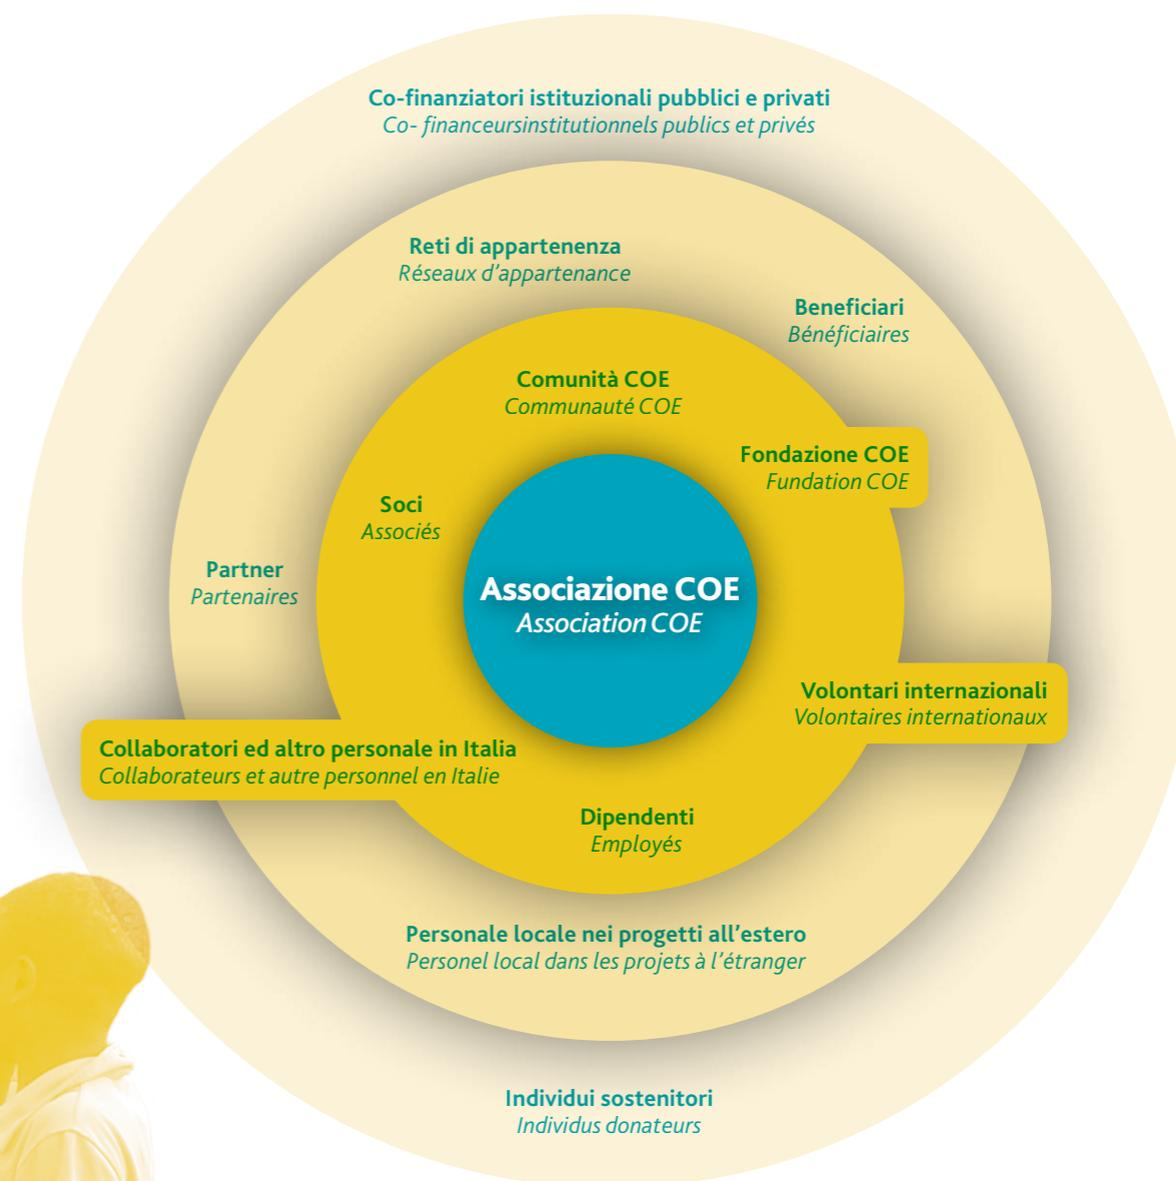 Co-finanziatori istituzionali pubblici e privati
Co- financeursinstitutionnels publics et privés
Reti di appartenenza
Réseaux d'appartenance
Beneficiari
Bénéficiaires
Comunità COE
Communauté COE
Fondazione COE
Fundation COE
Soci
Associés
Partner
Partenaires
Associazione COE
Association COE
Volontari internazionali
Volontaires internationaux
Collaboratori ed altro personale in Italia
Collaborateurs et autre personnel en Italie
Dipendenti
Employés
Personale locale nei progetti all'estero
Personel local dans les projets à l'étranger
Individui sostenitori
Individus donateurs